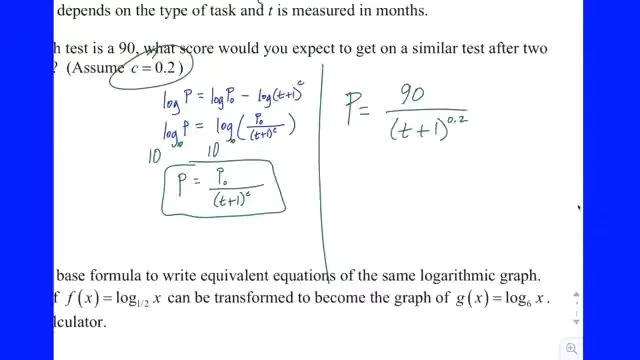 depends on the type of task and t is measured in months.
h test is a 90, what score would you expect to get on a similar test after two
? (Assume c = 0.2 )
log P = log P₀ − log(t+1)^c
log P = log(P₀/(t+1)^c)
10 10
P = P₀/(t+1)^c
P = 90/(t+1)^0.2
base formula to write equivalent equations of the same logarithmic graph.
f f(x) = log_{1/2} x can be transformed to become the graph of g(x) = log₆ x.
lculator.